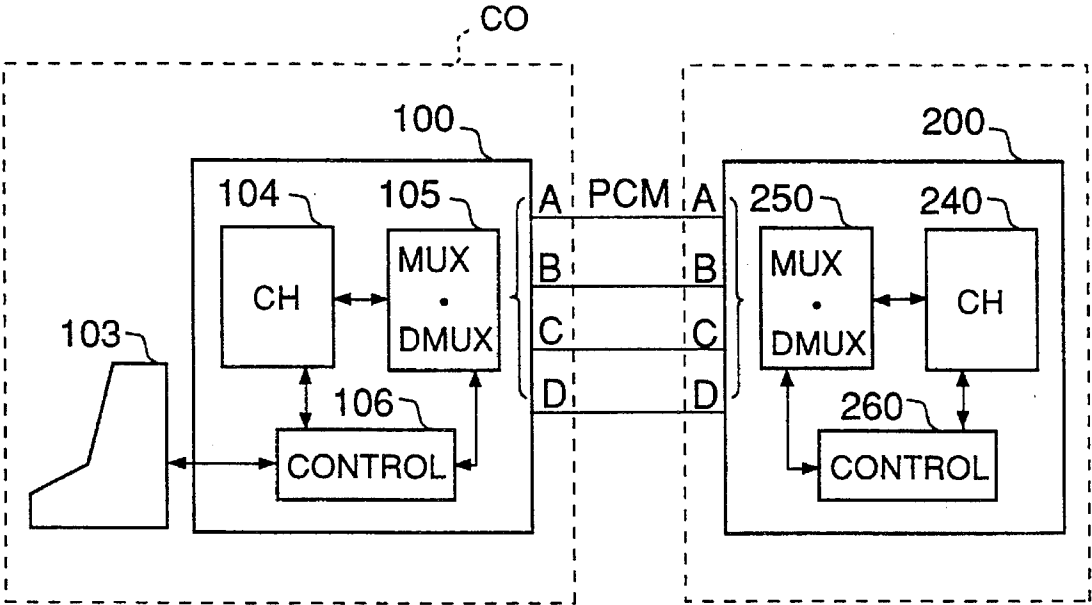 CO
100
200
104
105
A PCM A
250
240
MUX
DMUX
CH
B B
MUX
DMUX
CH
C C
103
D D
106
CONTROL
260
CONTROL